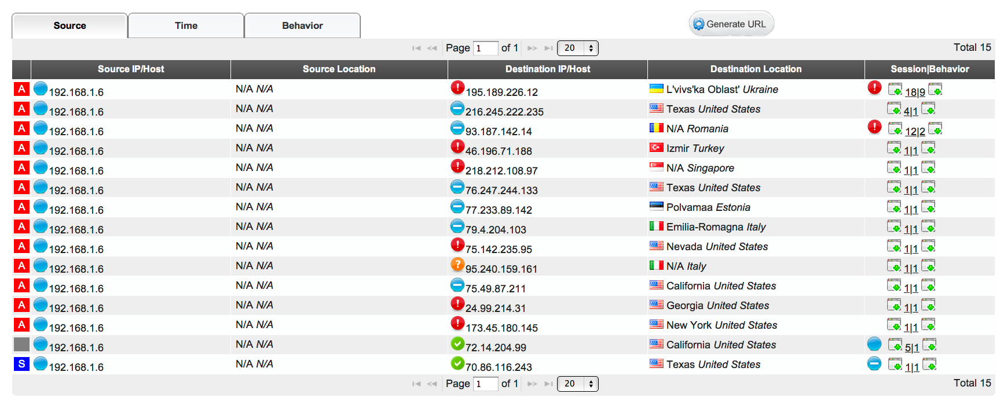 Source Time Behavior Generate URL
Page 1 of 1 20 Total 15
Source IP/Host Source Location Destination IP/Host Destination Location Session|Behavior
A 192.168.1.6 N/A N/A 195.189.226.12 L'vivs'ka Oblast' Ukraine 18|9
A 192.168.1.6 N/A N/A 216.245.222.235 Texas United States 4|1
A 192.168.1.6 N/A N/A 93.187.142.14 N/A Romania 12|2
A 192.168.1.6 N/A N/A 46.196.71.188 Izmir Turkey 1|1
A 192.168.1.6 N/A N/A 218.212.108.97 N/A Singapore 1|1
A 192.168.1.6 N/A N/A 76.247.244.133 Texas United States 1|1
A 192.168.1.6 N/A N/A 77.233.89.142 Polvamaa Estonia 1|1
A 192.168.1.6 N/A N/A 79.4.204.103 Emilia-Romagna Italy 1|1
A 192.168.1.6 N/A N/A 75.142.235.95 Nevada United States 1|1
A 192.168.1.6 N/A N/A 95.240.159.161 N/A Italy 1|1
A 192.168.1.6 N/A N/A 75.49.87.211 California United States 1|1
A 192.168.1.6 N/A N/A 24.99.214.31 Georgia United States 1|1
A 192.168.1.6 N/A N/A 173.45.180.145 New York United States 1|1
192.168.1.6 N/A N/A 72.14.204.99 California United States 5|1
S 192.168.1.6 N/A N/A 70.86.116.243 Texas United States 1|1
Page 1 of 1 20 Total 15